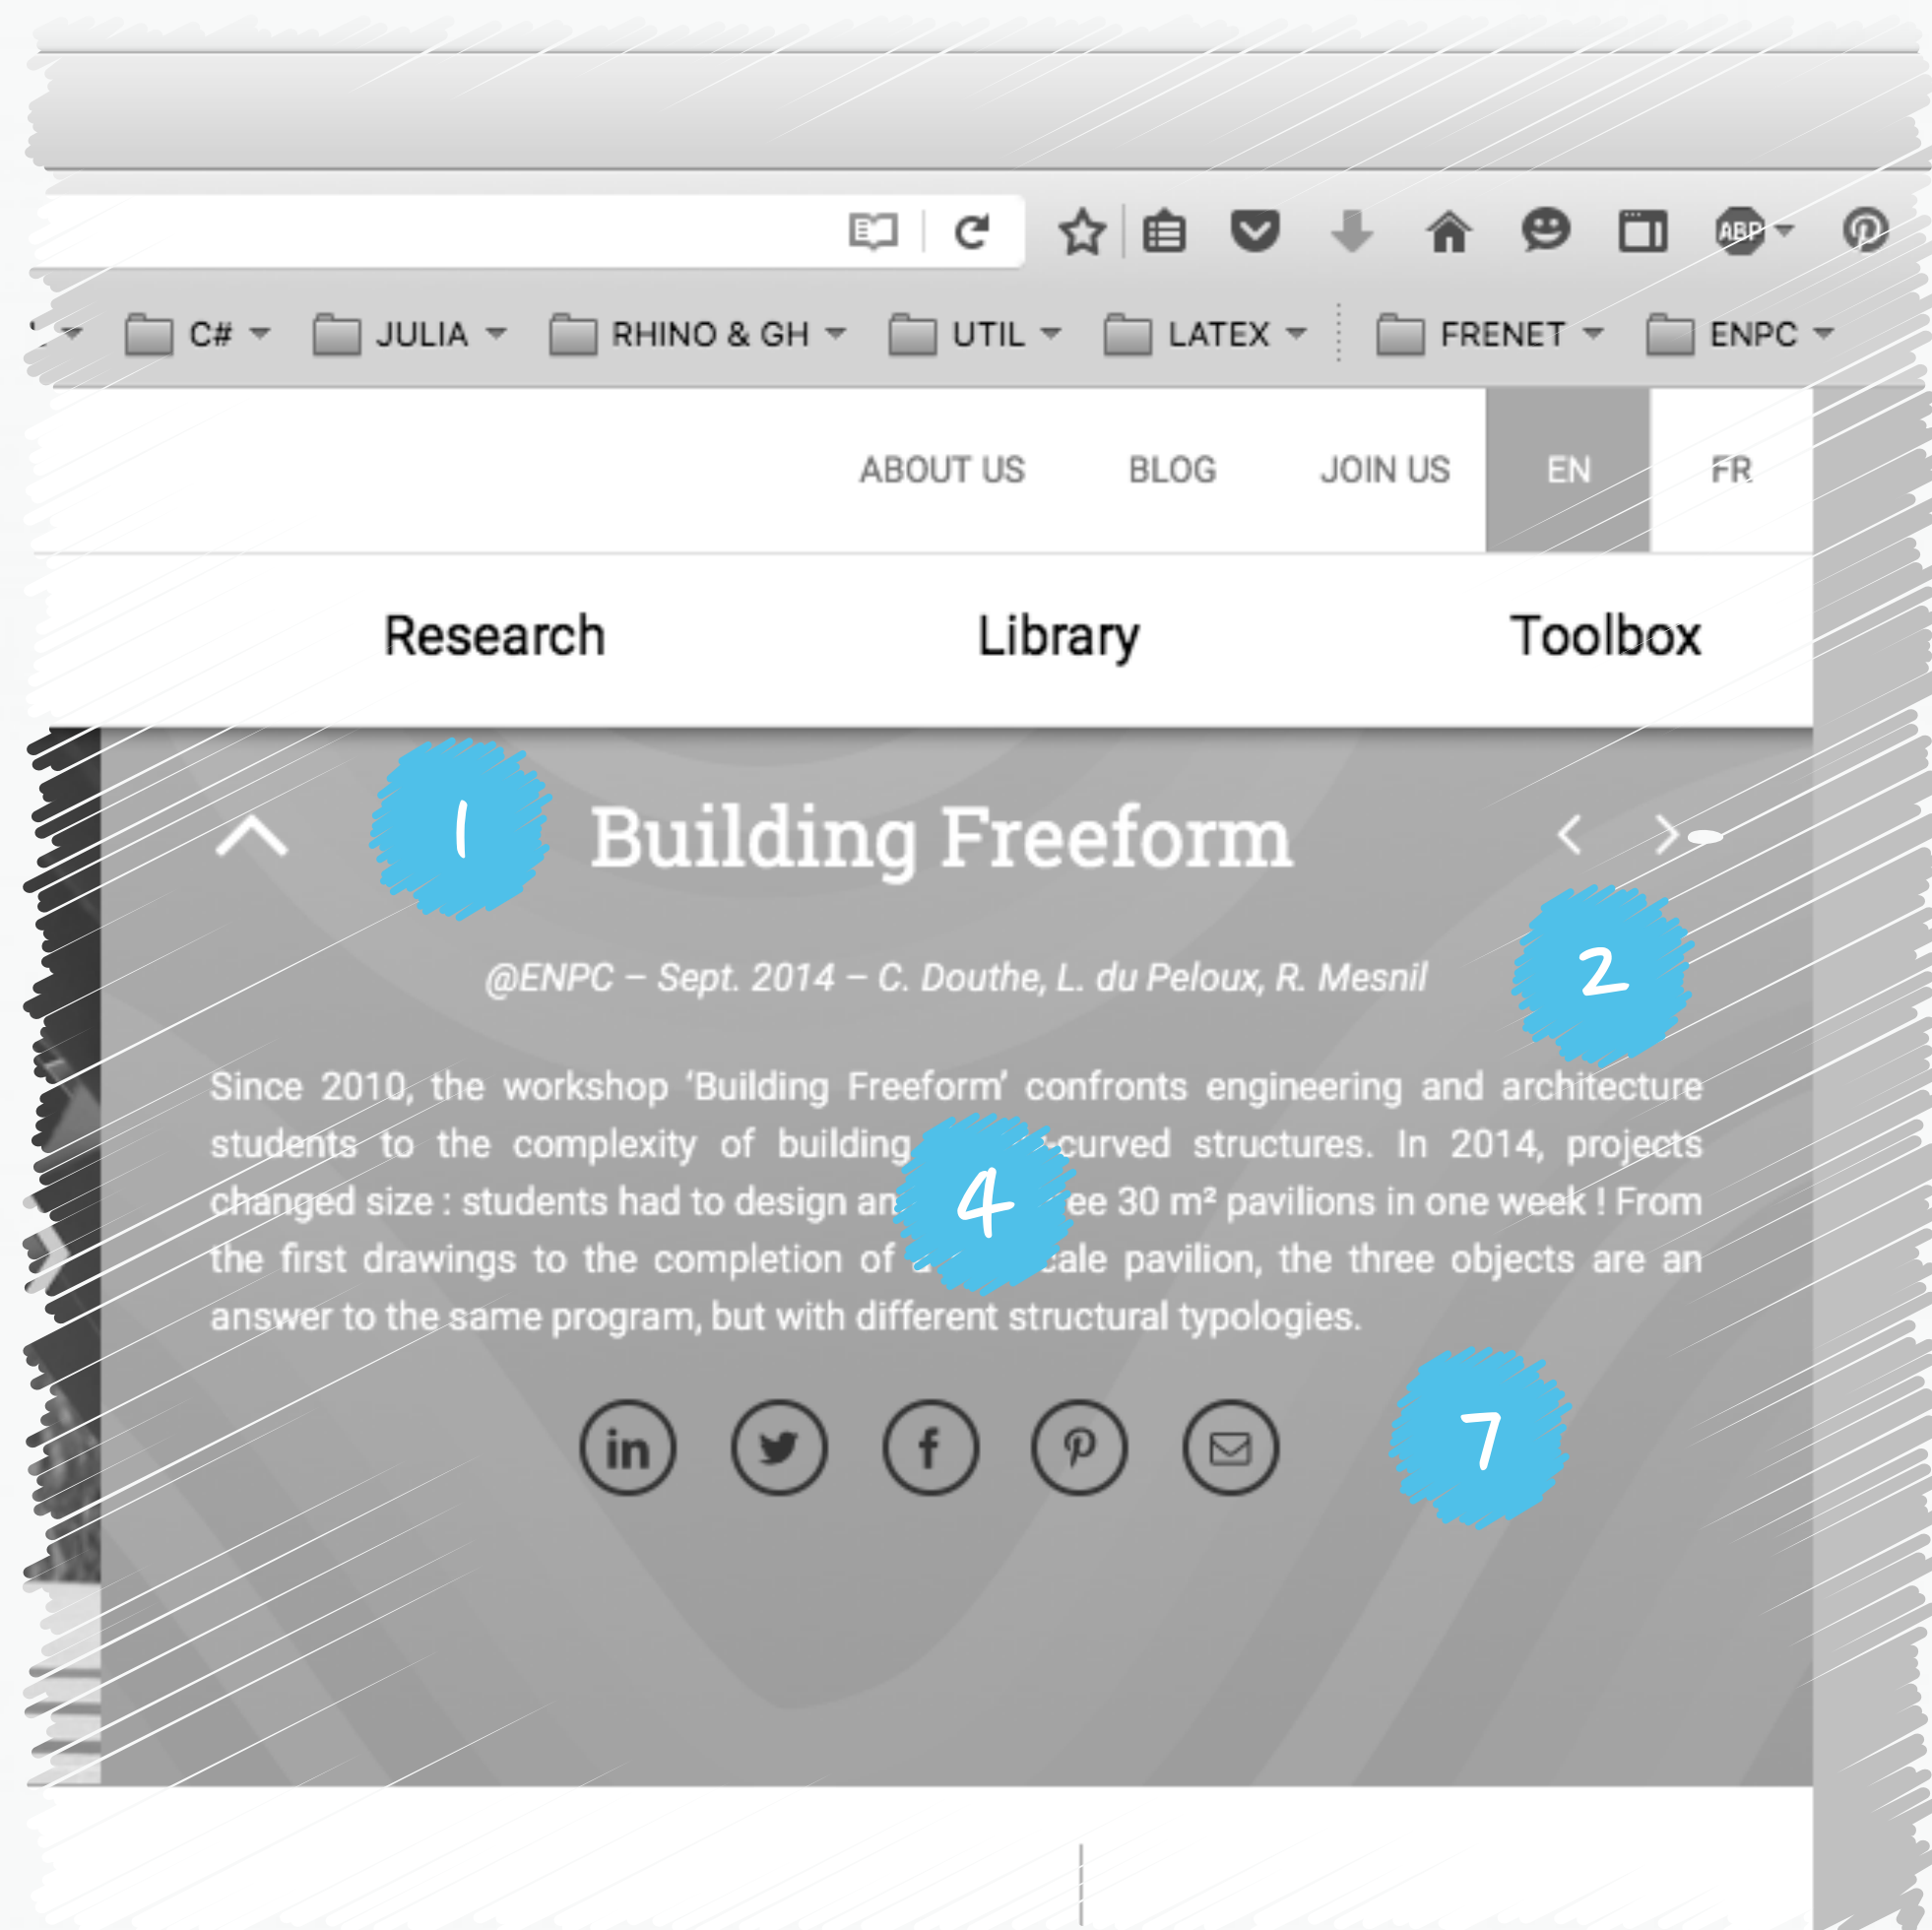 ABP
C# JULIA RHINO & GH UTIL LATEX FRENET ENPC
ABOUT US BLOG JOIN US EN FR
Research Library Toolbox
1 Building Freeform
2
@ENPC – Sept. 2014 – C. Douthe, L. du Peloux, R. Mesnil
Since 2010, the workshop ‘Building Freeform’ confronts engineering and architecture
students to the complexity of building curved structures. In 2014, projects
changed size : students had to design 4 30 m² pavilions in one week ! From
the first drawings to the completion of pavilion, the three objects are an
answer to the same program, but with different structural typologies.
in f 7